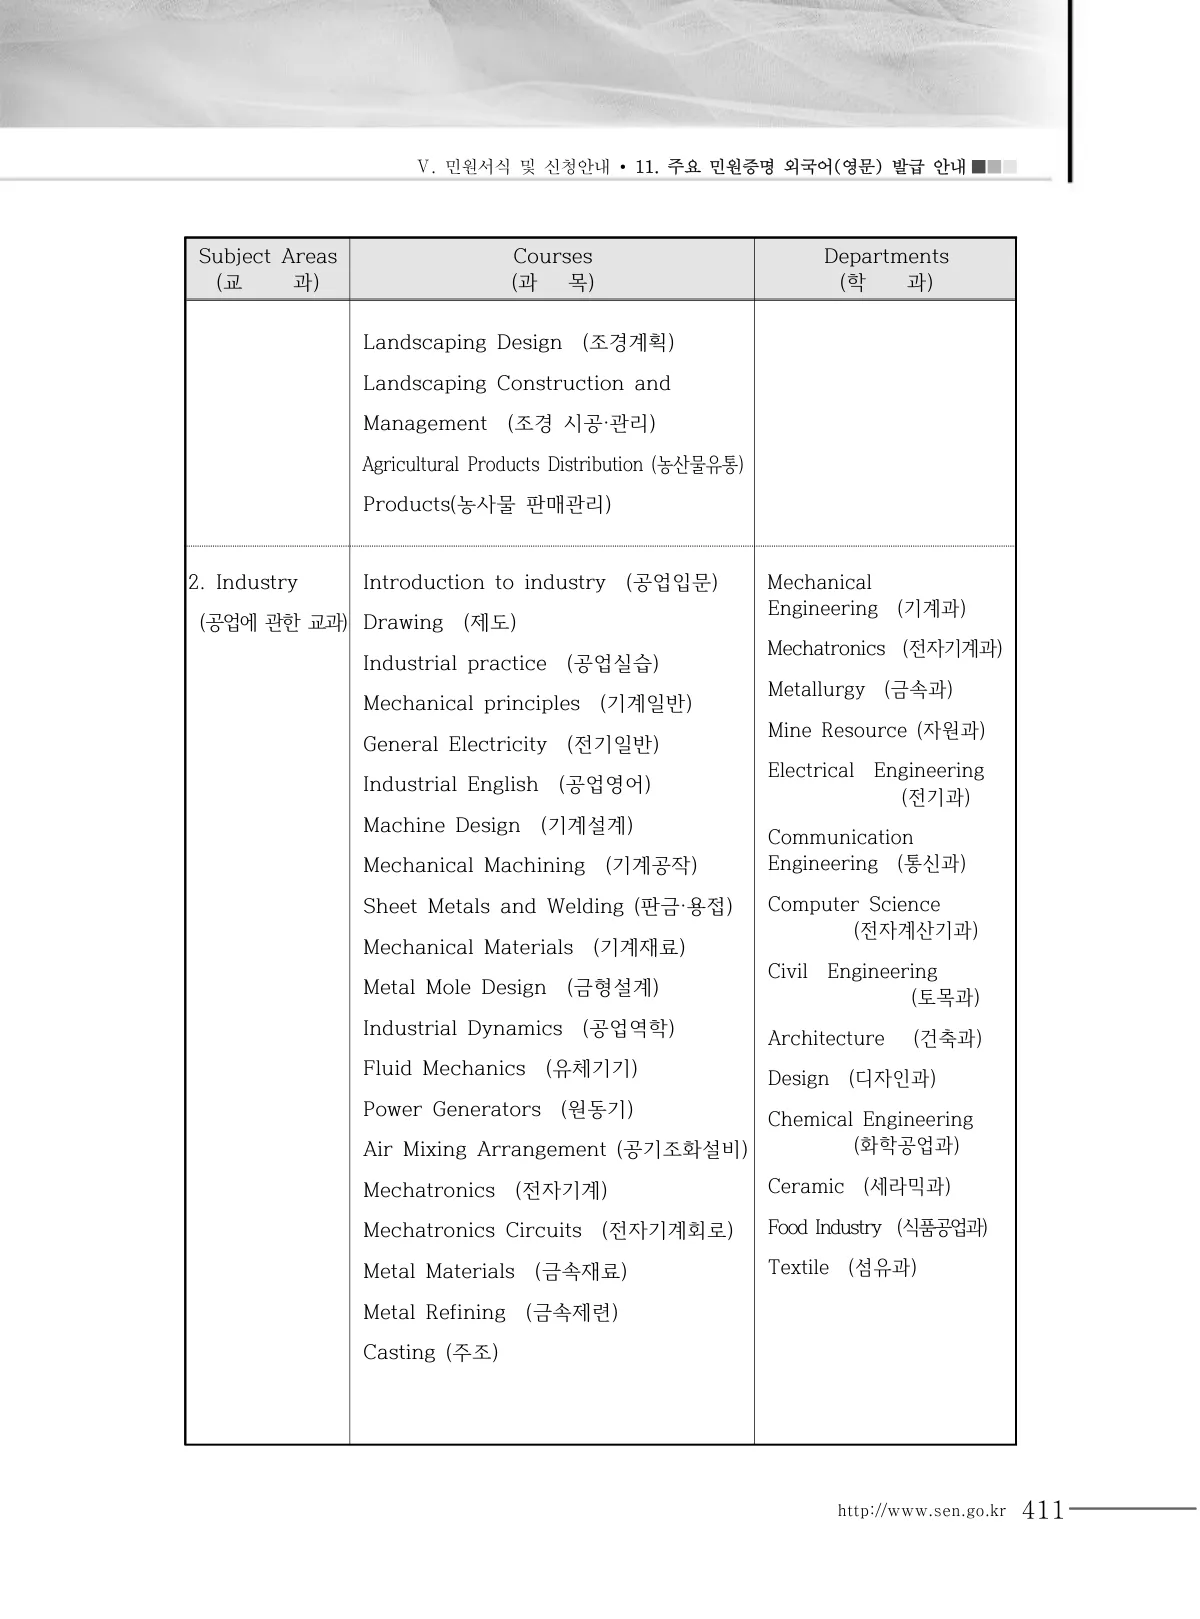 Ⅴ. 민원서식 및 신청안내 • 11. 주요 민원증명 외국어(영문) 발급 안내
Subject Areas
(교 과)
Courses
(과 목)
Departments
(학 과)
Landscaping Design (조경계획)
Landscaping Construction and
Management (조경 시공·관리)
Agricultural Products Distribution (농산물유통)
Products(농사물 판매관리)
2. Industry
(공업에 관한 교과)
Introduction to industry (공업입문)
Drawing (제도)
Industrial practice (공업실습)
Mechanical principles (기계일반)
General Electricity (전기일반)
Industrial English (공업영어)
Machine Design (기계설계)
Mechanical Machining (기계공작)
Sheet Metals and Welding (판금·용접)
Mechanical Materials (기계재료)
Metal Mole Design (금형설계)
Industrial Dynamics (공업역학)
Fluid Mechanics (유체기기)
Power Generators (원동기)
Air Mixing Arrangement (공기조화설비)
Mechatronics (전자기계)
Mechatronics Circuits (전자기계회로)
Metal Materials (금속재료)
Metal Refining (금속제련)
Casting (주조)
Mechanical
Engineering (기계과)
Mechatronics (전자기계과)
Metallurgy (금속과)
Mine Resource (자원과)
Electrical Engineering
(전기과)
Communication
Engineering (통신과)
Computer Science
(전자계산기과)
Civil Engineering
(토목과)
Architecture (건축과)
Design (디자인과)
Chemical Engineering
(화학공업과)
Ceramic (세라믹과)
Food Industry (식품공업과)
Textile (섬유과)
http://www.sen.go.kr 411